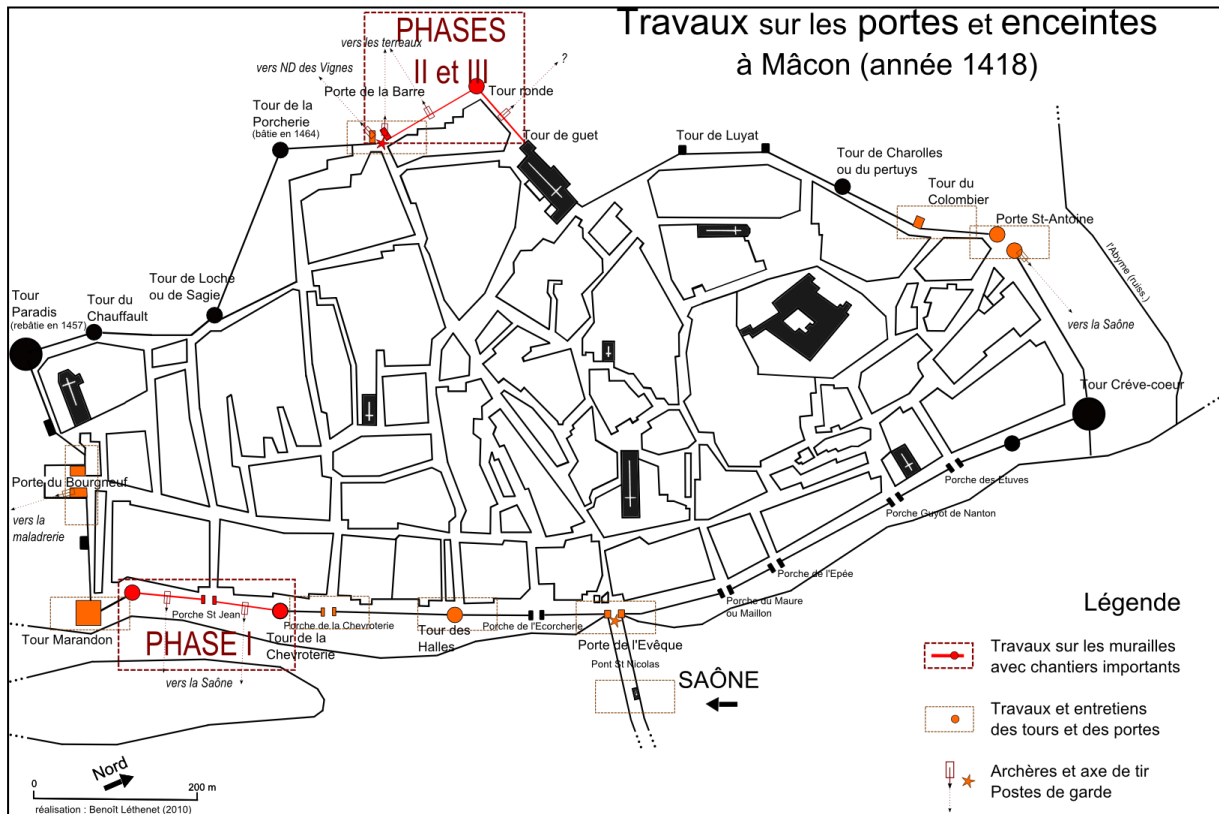 Travaux sur les portes et enceintes
à Mâcon (année 1418)
PHASES
II et III
vers les terreaux
vers ND des Vignes
?
Porte de la Barre
Tour ronde
Tour de la
Porcherie
(bâtie en 1464)
Tour de guet
Tour de Luyat
Tour de Charolles
ou du pertuys
Tour du
Colombier
Porte St-Antoine
l'Abyme (ruiss.)
vers la Saône
Tour de Loche
ou de Sagie
Tour
Paradis
(rebâtie en 1457)
Tour du
Chauffault
Tour Créve-coeur
Porte du Bourgneuf
vers la
maladrerie
Porche des Etuves
Porche Guyot de Nanton
Porche de l'Epée
Porche du Maure
ou Maillon
Tour Marandon
Porche St Jean
PHASE I
Tour de la
Chevroterie
Porche de la Chevroterie
Tour des
Halles
Porche de l'Ecorcherie
Porte de l'Evêque
Pont St Nicolas
vers la Saône
SAÔNE
Légende
Travaux sur les murailles
avec chantiers importants
Travaux et entretiens
des tours et des portes
Archères et axe de tir
Postes de garde
Nord
0
200 m
réalisation : Benoît Léthenet (2010)